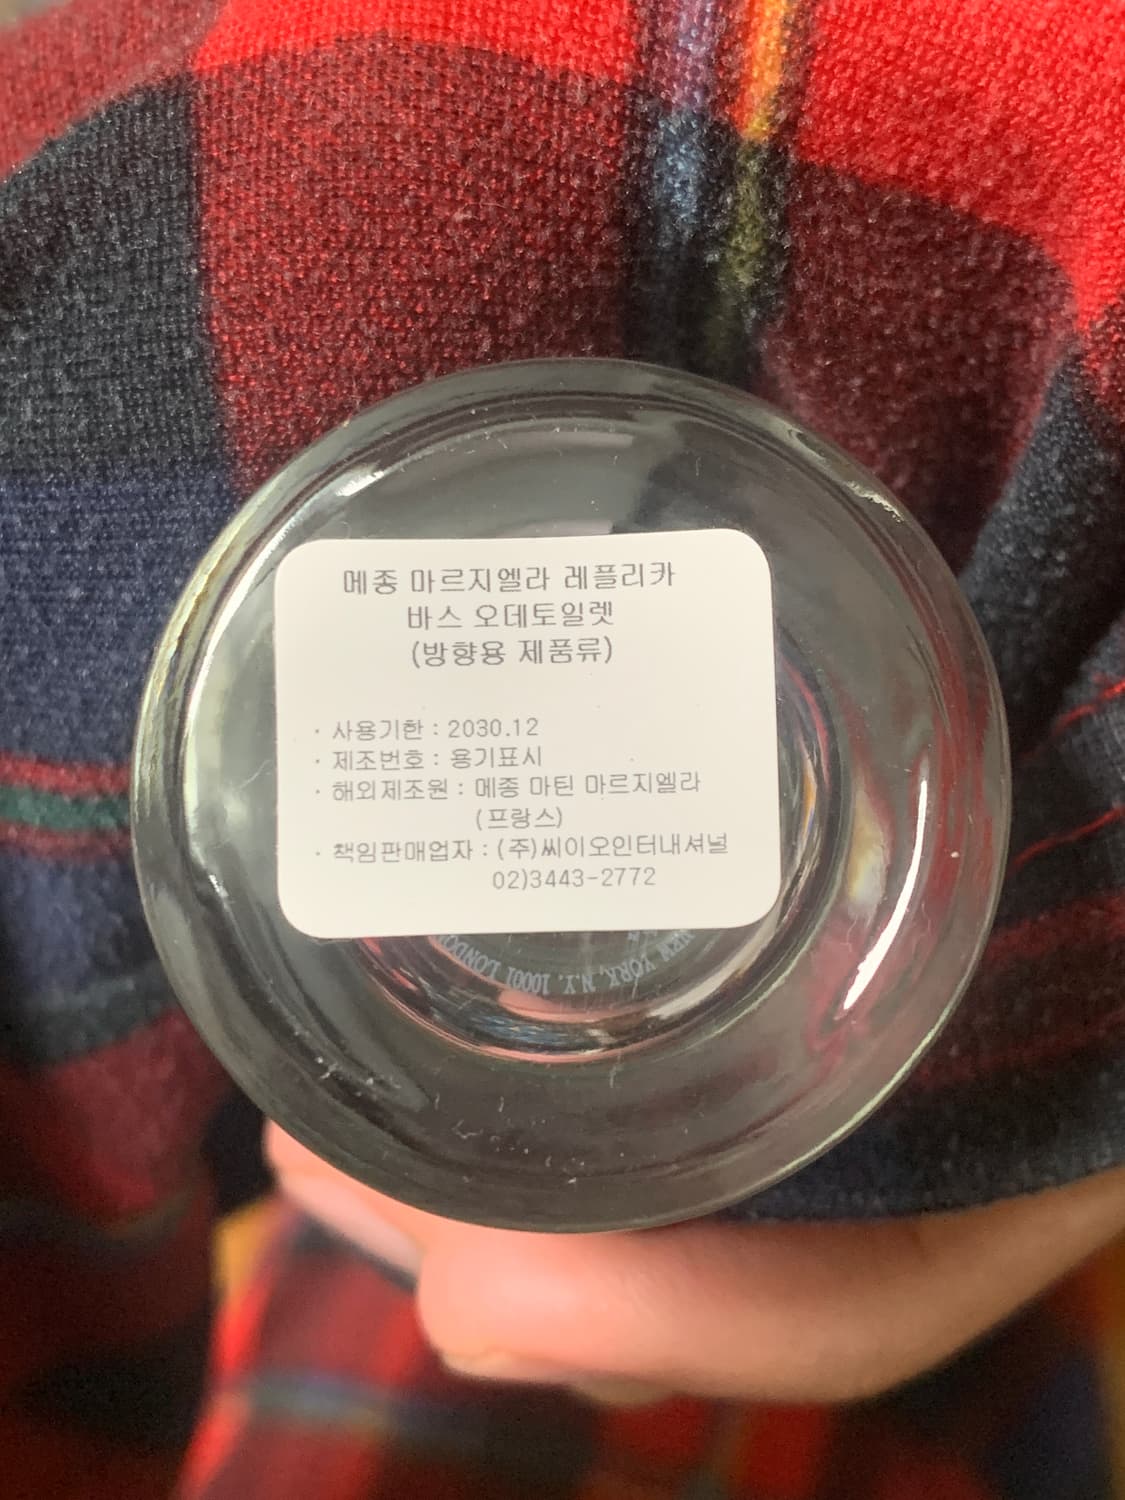 메종 마르지엘라 레플리카
바스 오데토일렛
(방향용 제품류)
· 사용기한 : 2030.12
· 제조번호 : 용기표시
· 해외제조원 : 메종 마틴 마르지엘라
(프랑스)
· 책임판매업자 : (주)씨이오인터내셔널
02)3443-2772
NEW YORK, N.Y. 10001 LONDON